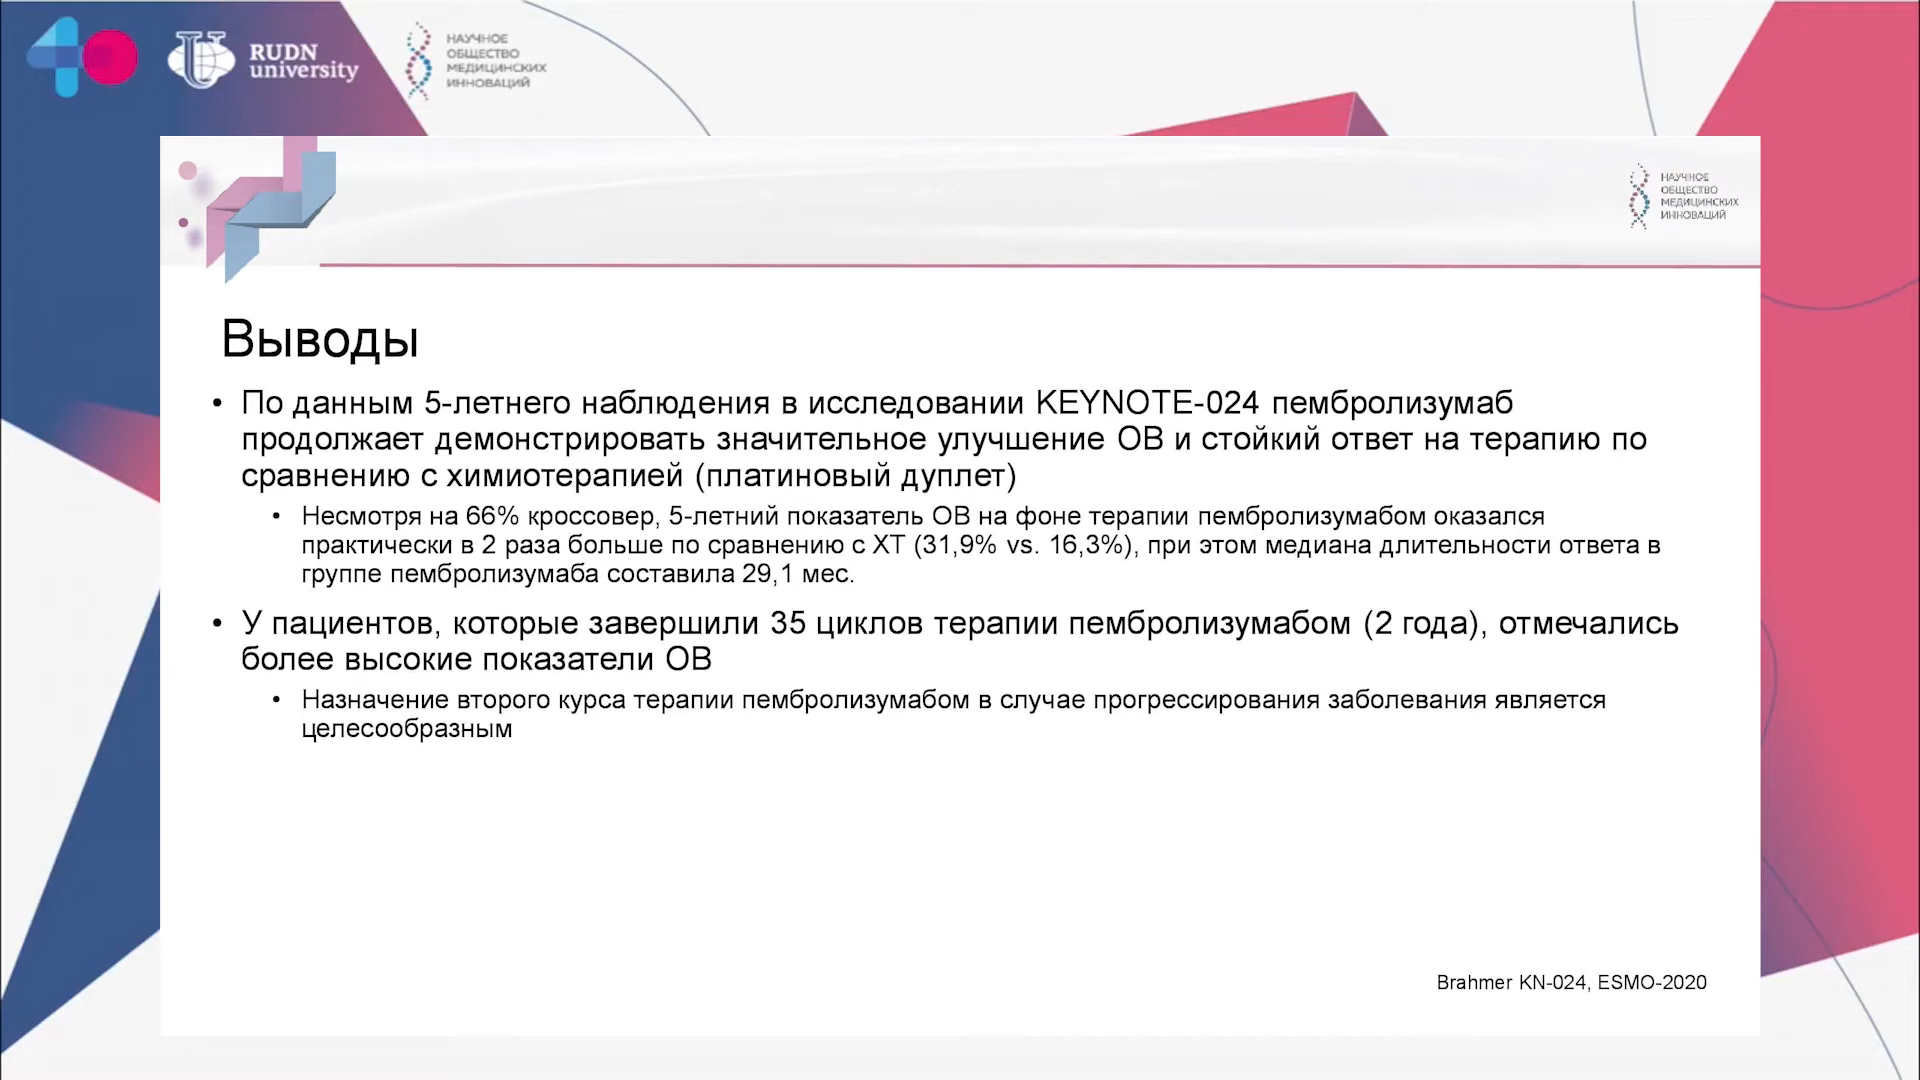 RUDN
university
НАУЧНОЕ
ОБЩЕСТВО
МЕДИЦИНСКИХ
ИННОВАЦИЙ
НАУЧНОЕ
ОБЩЕСТВО
МЕДИЦИНСКИХ
ИННОВАЦИЙ
Выводы
• По данным 5-летнего наблюдения в исследовании KEYNOTE-024 пембролизумаб
продолжает демонстрировать значительное улучшение ОВ и стойкий ответ на терапию по
сравнению с химиотерапией (платиновый дуплет)
• Несмотря на 66% кроссовер, 5-летний показатель ОВ на фоне терапии пембролизумабом оказался
практически в 2 раза больше по сравнению с ХТ (31,9% vs. 16,3%), при этом медиана длительности ответа в
группе пембролизумаба составила 29,1 мес.
• У пациентов, которые завершили 35 циклов терапии пембролизумабом (2 года), отмечались
более высокие показатели ОВ
• Назначение второго курса терапии пембролизумабом в случае прогрессирования заболевания является
целесообразным
Brahmer KN-024, ESMO-2020